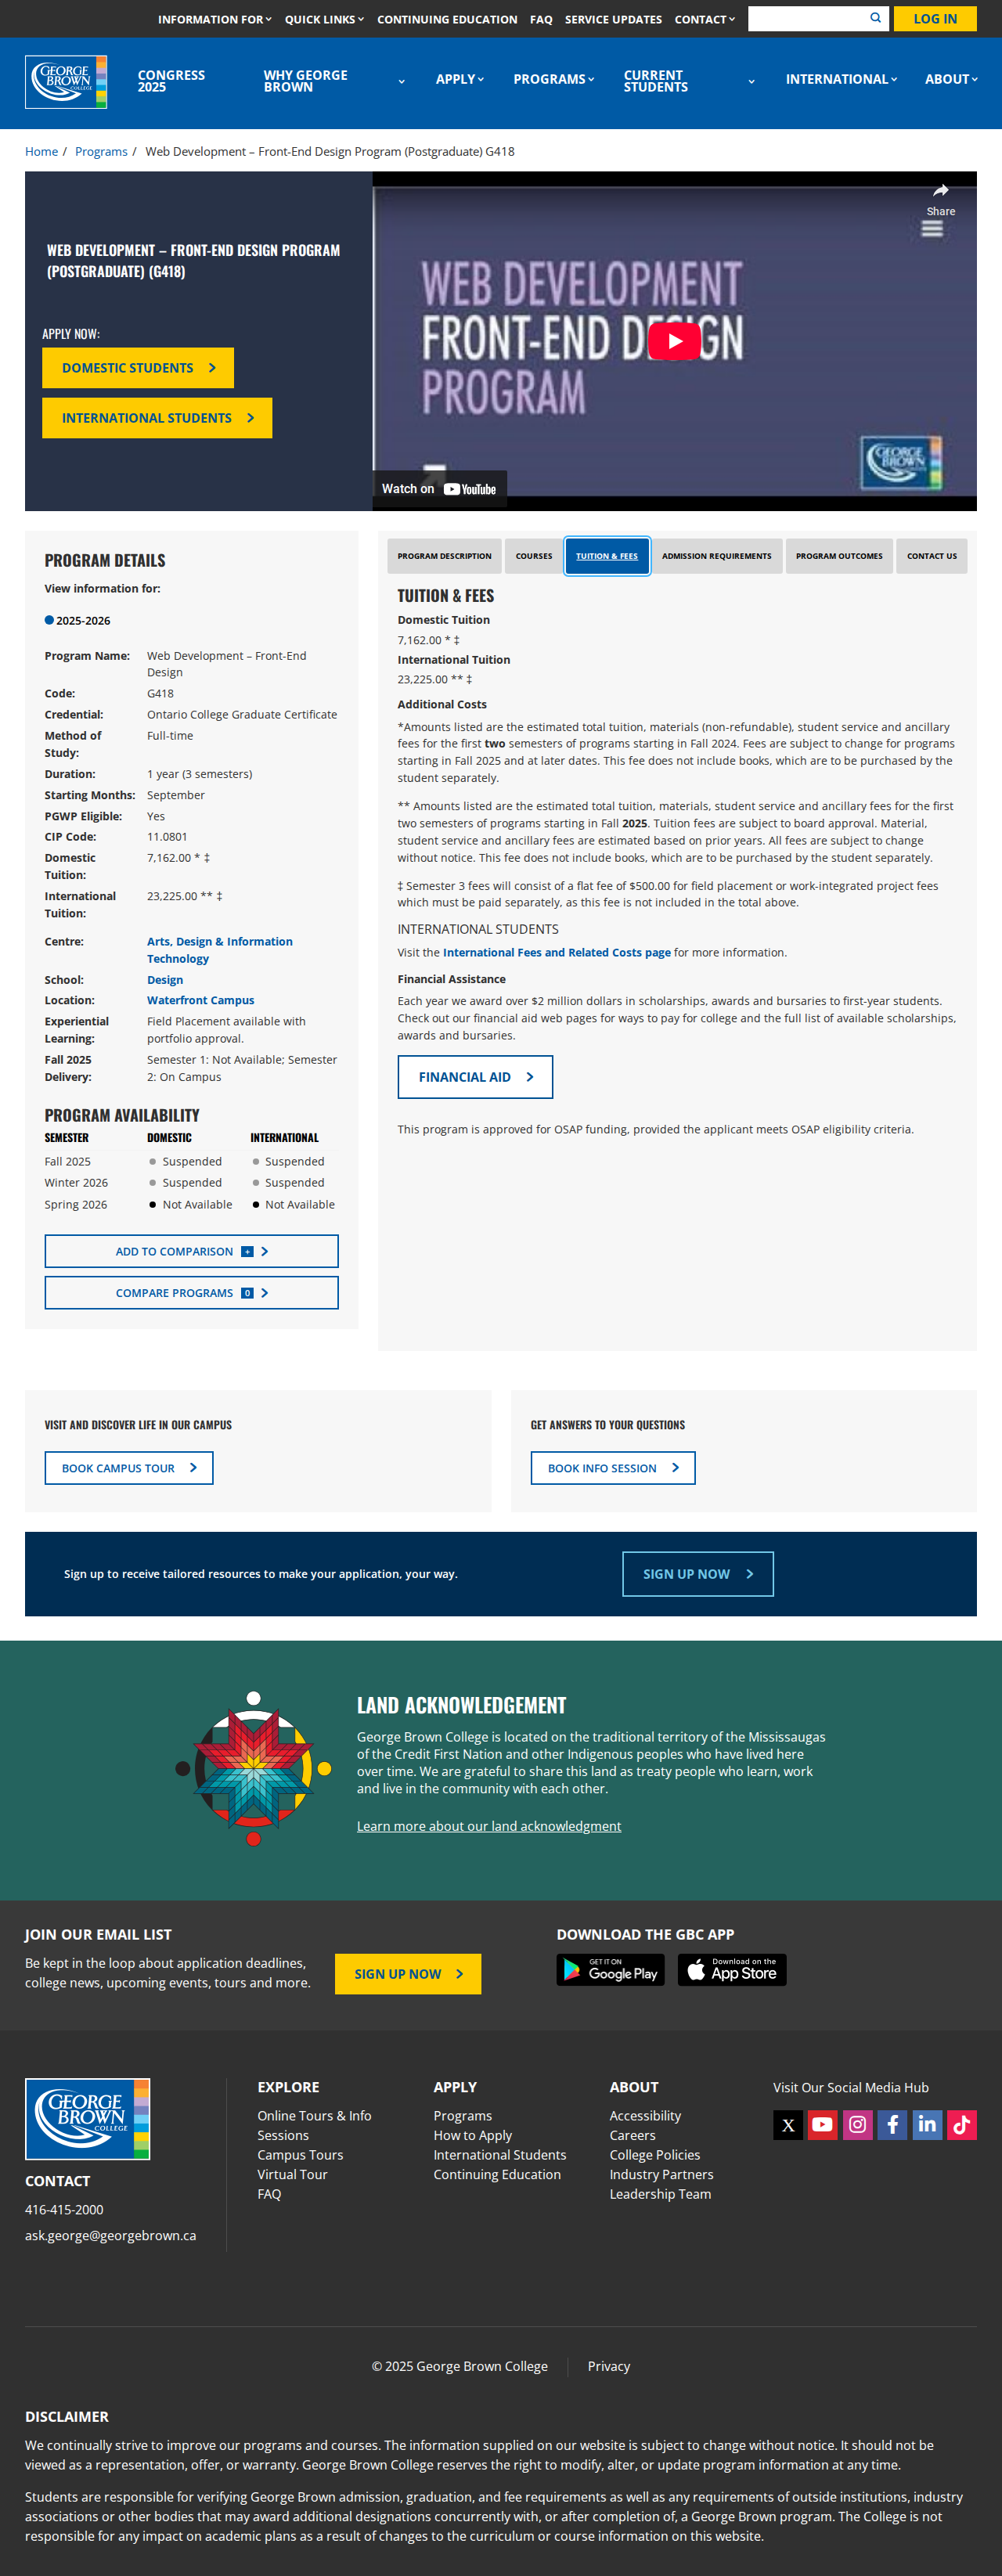 INFORMATION FOR QUICK LINKS CONTINUING EDUCATION FAQ SERVICE UPDATES CONTACT LOG IN
GEORGE BROWN COLLEGE
CONGRESS 2025
WHY GEORGE BROWN
APPLY
PROGRAMS
CURRENT STUDENTS
INTERNATIONAL
ABOUT
Home / Programs / Web Development – Front-End Design Program (Postgraduate) G418
WEB DEVELOPMENT – FRONT-END DESIGN PROGRAM
(POSTGRADUATE) (G418)
APPLY NOW:
DOMESTIC STUDENTS
INTERNATIONAL STUDENTS
Share
WEB DEVELOPMENT
FRONT-END DESIGN
PROGRAM
GEORGE BROWN
Watch on YouTube
PROGRAM DETAILS
View information for:
2025-2026
Program Name: Web Development – Front-End
Design
Code: G418
Credential: Ontario College Graduate Certificate
Method of
Study:
Full-time
Duration: 1 year (3 semesters)
Starting Months: September
PGWP Eligible: Yes
CIP Code: 11.0801
Domestic
Tuition:
7,162.00 * ‡
International
Tuition:
23,225.00 ** ‡
Centre: Arts, Design & Information
Technology
School: Design
Location: Waterfront Campus
Experiential
Learning:
Field Placement available with
portfolio approval.
Fall 2025
Delivery:
Semester 1: Not Available; Semester
2: On Campus
PROGRAM AVAILABILITY
SEMESTER DOMESTIC INTERNATIONAL
Fall 2025 Suspended Suspended
Winter 2026 Suspended Suspended
Spring 2026 Not Available Not Available
ADD TO COMPARISON +
COMPARE PROGRAMS 0
PROGRAM DESCRIPTION COURSES TUITION & FEES ADMISSION REQUIREMENTS PROGRAM OUTCOMES CONTACT US
TUITION & FEES
Domestic Tuition
7,162.00 * ‡
International Tuition
23,225.00 ** ‡
Additional Costs
*Amounts listed are the estimated total tuition, materials (non-refundable), student service and ancillary
fees for the first two semesters of programs starting in Fall 2024. Fees are subject to change for programs
starting in Fall 2025 and at later dates. This fee does not include books, which are to be purchased by the
student separately.
** Amounts listed are the estimated total tuition, materials, student service and ancillary fees for the first
two semesters of programs starting in Fall 2025. Tuition fees are subject to board approval. Material,
student service and ancillary fees are estimated based on prior years. All fees are subject to change
without notice. This fee does not include books, which are to be purchased by the student separately.
‡ Semester 3 fees will consist of a flat fee of $500.00 for field placement or work-integrated project fees
which must be paid separately, as this fee is not included in the total above.
INTERNATIONAL STUDENTS
Visit the International Fees and Related Costs page for more information.
Financial Assistance
Each year we award over $2 million dollars in scholarships, awards and bursaries to first-year students.
Check out our financial aid web pages for ways to pay for college and the full list of available scholarships,
awards and bursaries.
FINANCIAL AID
This program is approved for OSAP funding, provided the applicant meets OSAP eligibility criteria.
VISIT AND DISCOVER LIFE IN OUR CAMPUS
BOOK CAMPUS TOUR
GET ANSWERS TO YOUR QUESTIONS
BOOK INFO SESSION
Sign up to receive tailored resources to make your application, your way.
SIGN UP NOW
LAND ACKNOWLEDGEMENT
George Brown College is located on the traditional territory of the Mississaugas
of the Credit First Nation and other Indigenous peoples who have lived here
over time. We are grateful to share this land as treaty people who learn, work
and live in the community with each other.
Learn more about our land acknowledgment
JOIN OUR EMAIL LIST
Be kept in the loop about application deadlines,
college news, upcoming events, tours and more.
SIGN UP NOW
DOWNLOAD THE GBC APP
GET IT ON
Google Play
Download on the
App Store
GEORGE BROWN COLLEGE
CONTACT
416-415-2000
ask.george@georgebrown.ca
EXPLORE
Online Tours & Info
Sessions
Campus Tours
Virtual Tour
FAQ
APPLY
Programs
How to Apply
International Students
Continuing Education
ABOUT
Accessibility
Careers
College Policies
Industry Partners
Leadership Team
Visit Our Social Media Hub
© 2025 George Brown College Privacy
DISCLAIMER
We continually strive to improve our programs and courses. The information supplied on our website is subject to change without notice. It should not be
viewed as a representation, offer, or warranty. George Brown College reserves the right to modify, alter, or update program information at any time.
Students are responsible for verifying George Brown admission, graduation, and fee requirements as well as any requirements of outside institutions, industry
associations or other bodies that may award additional designations concurrently with, or after completion of, a George Brown program. The College is not
responsible for any impact on academic plans as a result of changes to the curriculum or course information on this website.